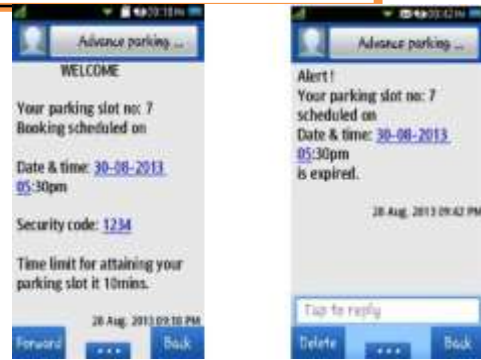 Advance parking ...
WELCOME
Your parking slot no: 7
Booking scheduled on
Date & time: 30-08-2013
05:30pm
Security code: 1234
Time limit for attaining your
parking slot it 10mins.
28 Aug, 2013 09:10 PM
Forward
Back
Advance parking ...
Alert!
Your parking slot no: 7
scheduled on
Date & time: 30-08-2013
05:30pm
is expired.
28 Aug, 2013 09:42 PM
Tap to reply
Delete
Back